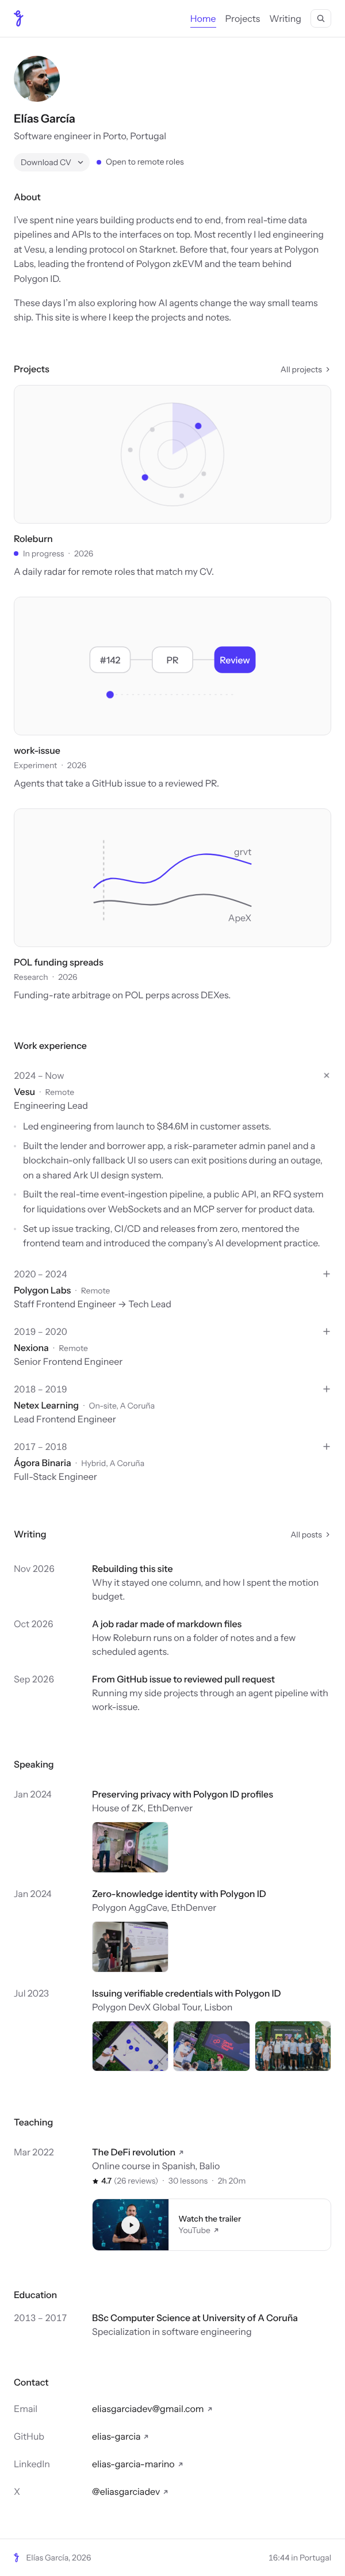 Home Projects Writing
Elías García
Software engineer in Porto, Portugal
Download CV
Open to remote roles
About
I've spent nine years building products end to end, from real-time data
pipelines and APIs to the interfaces on top. Most recently I led engineering
at Vesu, a lending protocol on Starknet. Before that, four years at Polygon
Labs, leading the frontend of Polygon zkEVM and the team behind
Polygon ID.
These days I'm also exploring how AI agents change the way small teams
ship. This site is where I keep the projects and notes.
Projects
All projects
Roleburn
In progress · 2026
A daily radar for remote roles that match my CV.
#142
PR
Review
work-issue
Experiment · 2026
Agents that take a GitHub issue to a reviewed PR.
grvt
ApeX
POL funding spreads
Research · 2026
Funding-rate arbitrage on POL perps across DEXes.
Work experience
2024 – Now
Vesu · Remote
Engineering Lead
Led engineering from launch to $84.6M in customer assets.
Built the lender and borrower app, a risk-parameter admin panel and a
blockchain-only fallback UI so users can exit positions during an outage,
on a shared Ark UI design system.
Built the real-time event-ingestion pipeline, a public API, an RFQ system
for liquidations over WebSockets and an MCP server for product data.
Set up issue tracking, CI/CD and releases from zero, mentored the
frontend team and introduced the company's AI development practice.
2020 – 2024
Polygon Labs · Remote
Staff Frontend Engineer → Tech Lead
2019 – 2020
Nexiona · Remote
Senior Frontend Engineer
2018 – 2019
Netex Learning · On-site, A Coruña
Lead Frontend Engineer
2017 – 2018
Ágora Binaria · Hybrid, A Coruña
Full-Stack Engineer
Writing
All posts
Nov 2026
Rebuilding this site
Why it stayed one column, and how I spent the motion
budget.
Oct 2026
A job radar made of markdown files
How Roleburn runs on a folder of notes and a few
scheduled agents.
Sep 2026
From GitHub issue to reviewed pull request
Running my side projects through an agent pipeline with
work-issue.
Speaking
Jan 2024
Preserving privacy with Polygon ID profiles
House of ZK, EthDenver
Jan 2024
Zero-knowledge identity with Polygon ID
Polygon AggCave, EthDenver
Jul 2023
Issuing verifiable credentials with Polygon ID
Polygon DevX Global Tour, Lisbon
Teaching
Mar 2022
The DeFi revolution ↗
Online course in Spanish, Balio
★ 4.7 (26 reviews) · 30 lessons · 2h 20m
Watch the trailer
YouTube ↗
Education
2013 – 2017
BSc Computer Science at University of A Coruña
Specialization in software engineering
Contact
Email
eliasgarciadev@gmail.com ↗
GitHub
elias-garcia ↗
LinkedIn
elias-garcia-marino ↗
X
@eliasgarciadev ↗
Elías García, 2026
16:44 in Portugal